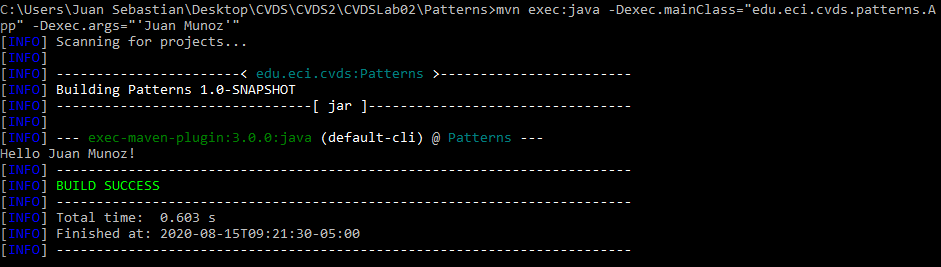 C:\Users\Juan Sebastian\Desktop\CVDS\CVDS2\CVDSLab02\Patterns>mvn exec:java -Dexec.mainClass="edu.eci.cvds.patterns.A
pp" -Dexec.args="'Juan Munoz'"
[INFO] Scanning for projects...
[INFO]
[INFO] -----------------------< edu.eci.cvds:Patterns >------------------------
[INFO] Building Patterns 1.0-SNAPSHOT
[INFO] --------------------------------[ jar ]---------------------------------
[INFO]
[INFO] --- exec-maven-plugin:3.0.0:java (default-cli) @ Patterns ---
Hello Juan Munoz!
[INFO] ------------------------------------------------------------------------
[INFO] BUILD SUCCESS
[INFO] ------------------------------------------------------------------------
[INFO] Total time:  0.603 s
[INFO] Finished at: 2020-08-15T09:21:30-05:00
[INFO] ------------------------------------------------------------------------